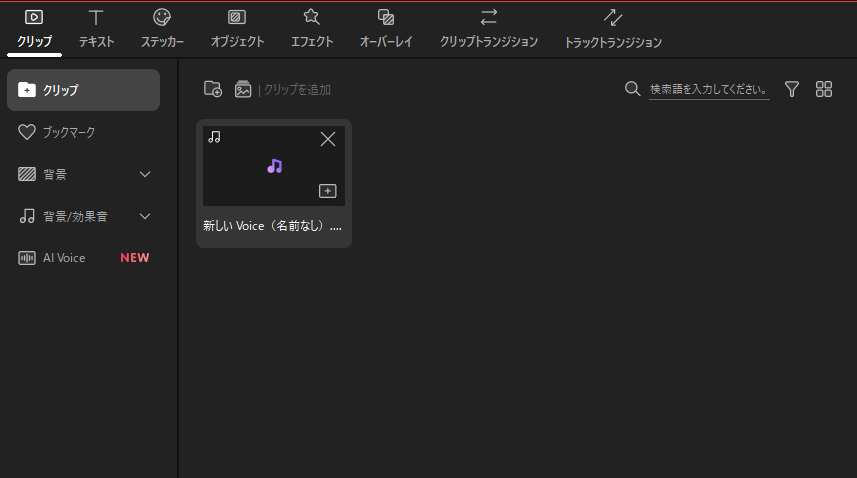 クリップ
テキスト
ステッカー
オブジェクト
エフェクト
オーバーレイ
クリップトランジション
トラックトランジション
クリップ
| クリップを追加
検索語を入力してください。
ブックマーク
背景
背景/効果音
新しい Voice（名前なし）....
AI Voice NEW